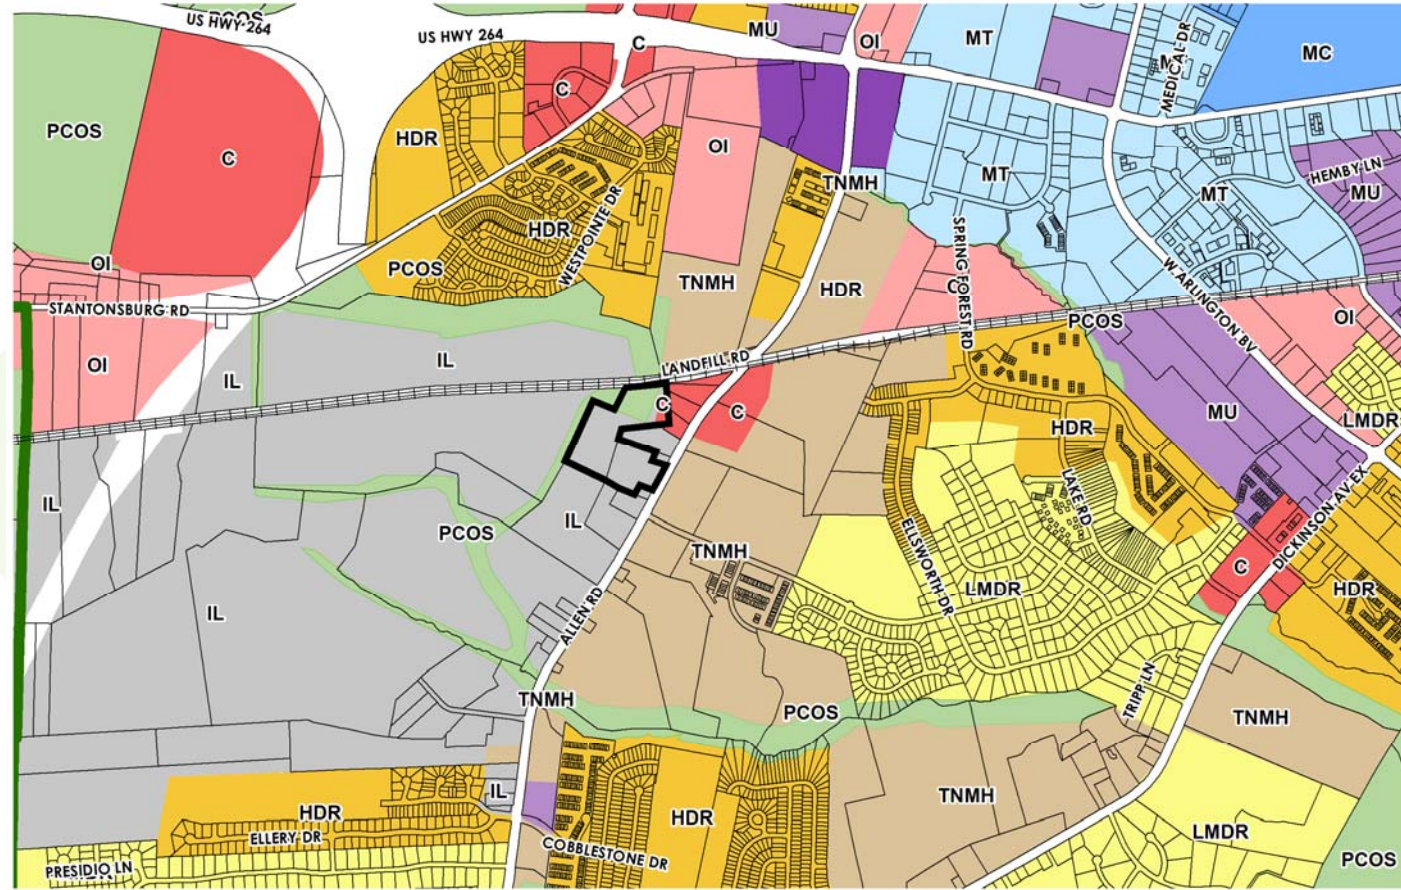 PCOS
US HWY 264
US HWY 264
C
MU
OI
MT
MEDICAL DR
MC
PCOS
C
HDR
C
OI
MT
HEMBY LN
MU
TNMH
MT
MT
HDR
WESTPOINTE DR
SPRING FOREST RD
W ARLINGTON BV
OI
PCOS
TNMH
HDR
STANTONSBURG RD
PCOS
OI
OI
IL
IL
LANDFILL RD
C
C
MU
LMDR
HDR
IL
PCOS
IL
TNMH
ELLSWORTH DR
LAKE RD
LMDR
DICKINSON AV EX
C
HDR
IL
ALLEN RD
TNMH
PCOS
TRIPP LN
TNMH
HDR
ELLERY DR
IL
HDR
TNMH
LMDR
PRESIDIO LN
COBBLESTONE DR
PCOS